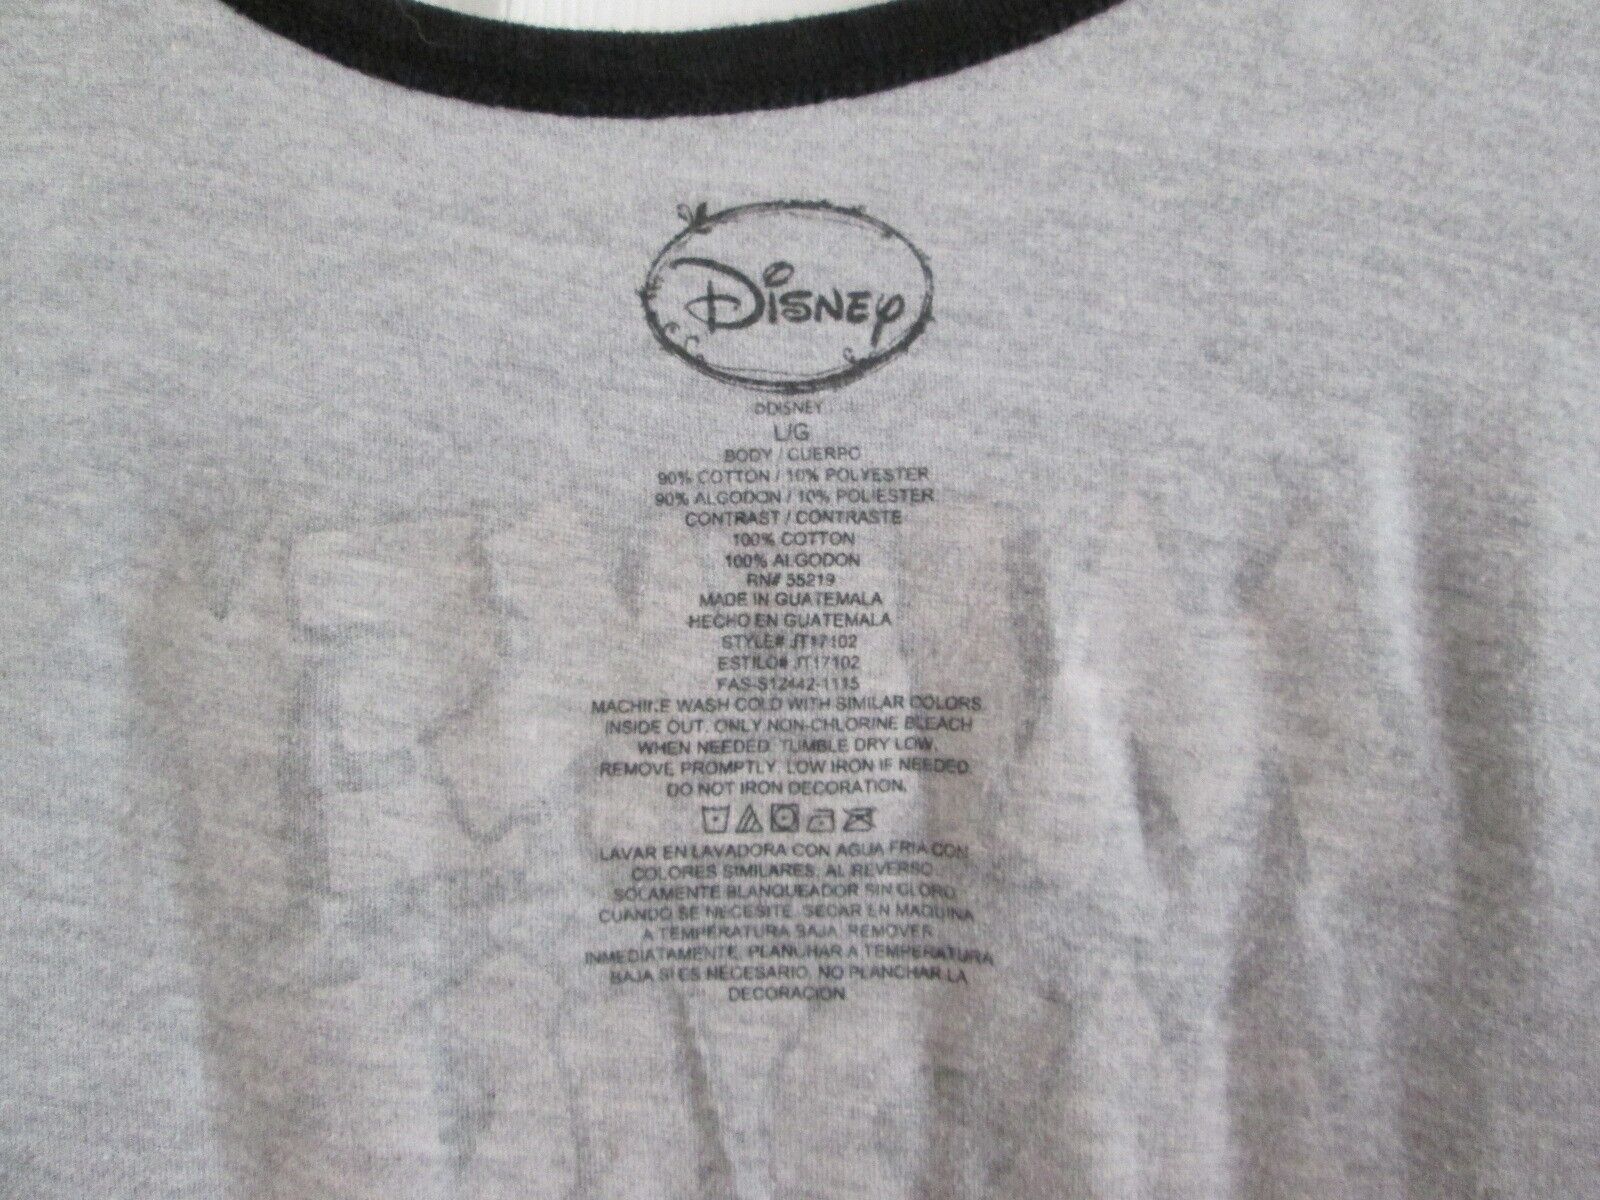 Disney
©DISNEY
L/G
BODY / CUERPO
90% COTTON / 10% POLYESTER
90% ALGODON / 10% POLIESTER
CONTRAST / CONTRASTE
100% COTTON
100% ALGODON
RN# 55219
MADE IN GUATEMALA
HECHO EN GUATEMALA
STYLE# JT17102
ESTILO# JT17102
FAS-S12442-1115
MACHINE WASH COLD WITH SIMILAR COLORS.
INSIDE OUT. ONLY NON-CHLORINE BLEACH
WHEN NEEDED. TUMBLE DRY LOW.
REMOVE PROMPTLY. LOW IRON IF NEEDED.
DO NOT IRON DECORATION.
LAVAR EN LAVADORA CON AGUA FRIA CON
COLORES SIMILARES. AL REVERSO.
SOLAMENTE BLANQUEADOR SIN CLORO
CUANDO SE NECESITE. SECAR EN MAQUINA
A TEMPERATURA BAJA. REMOVER
INMEDIATAMENTE. PLANCHAR A TEMPERATURA
BAJA SI ES NECESARIO. NO PLANCHAR LA
DECORACION.